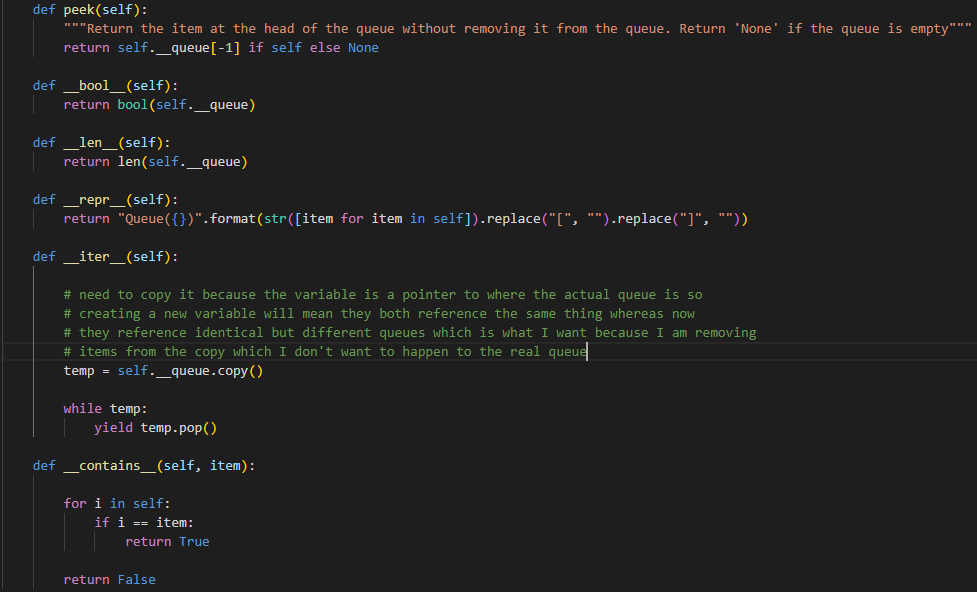 def peek(self):
"""Return the item at the head of the queue without removing it from the queue. Return 'None' if the queue is empty"""
return self.__queue[-1] if self else None
def __bool__(self):
return bool(self.__queue)
def __len__(self):
return len(self.__queue)
def __repr__(self):
return "Queue({})".format(str([item for item in self]).replace("[", "").replace("]", ""))
def __iter__(self):
# need to copy it because the variable is a pointer to where the actual queue is so
# creating a new variable will mean they both reference the same thing whereas now
# they reference identical but different queues which is what I want because I am removing
# items from the copy which I don't want to happen to the real queue
temp = self.__queue.copy()
while temp:
yield temp.pop()
def __contains__(self, item):
for i in self:
if i == item:
return True
return False